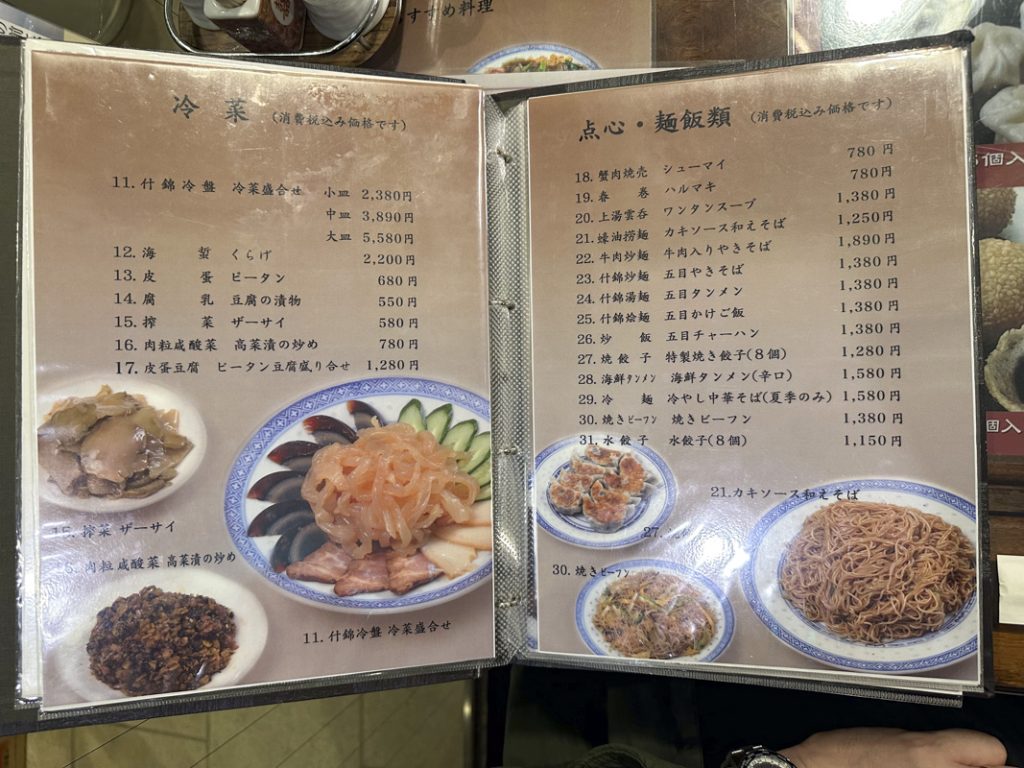 すすめ料理
冷菜 (消費税込み価格です)
11. 什錦冷盤 冷菜盛合せ 小皿 2,380円
中皿 3,890円
大皿 5,580円
12. 海 蜇 くらげ 2,200円
13. 皮 蛋 ピータン 680円
14. 腐 乳 豆腐の漬物 550円
15. 搾 菜 ザーサイ 580円
16. 肉粒咸酸菜 高菜漬の炒め 780円
17. 皮蛋豆腐 ピータン豆腐盛り合せ 1,280円
15. 搾菜 ザーサイ
6. 肉粒咸酸菜 高菜漬の炒め
11. 什錦冷盤 冷菜盛合せ
点心・麺飯類 (消費税込み価格です)
18. 蟹肉焼売 シューマイ 780円
19. 春 巻 ハルマキ 780円
20. 上湯雲呑 ワンタンスープ 1,380円
21. 蠔油撈麺 カキソース和えそば 1,250円
22. 牛肉炒麺 牛肉入りやきそば 1,890円
23. 什錦炒麺 五目やきそば 1,380円
24. 什錦湯麺 五目タンメン 1,380円
25. 什錦燴麺 五目かけご飯 1,380円
26. 炒 飯 五目チャーハン 1,380円
27. 焼餃子 特製焼き餃子(8個) 1,280円
28. 海鮮タンメン 海鮮タンメン(辛口) 1,580円
29. 冷 麺 冷やし中華そば(夏季のみ) 1,580円
30. 焼きビーフン 焼きビーフン 1,380円
31. 水餃子 水餃子(8個) 1,150円
21. カキソース和えそば
27.
30. 焼きビーフン
個入
個入